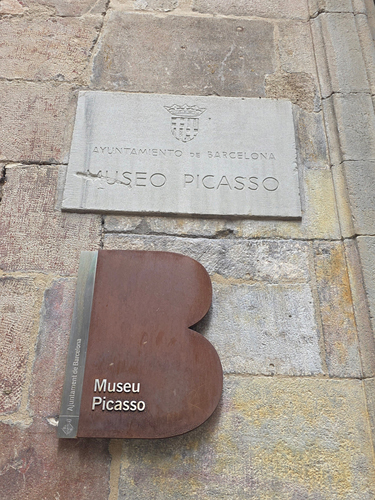 AYUNTAMIENTO DE BARCELONA
MUSEO PICASSO
Ajuntament de Barcelona
Museu
Picasso